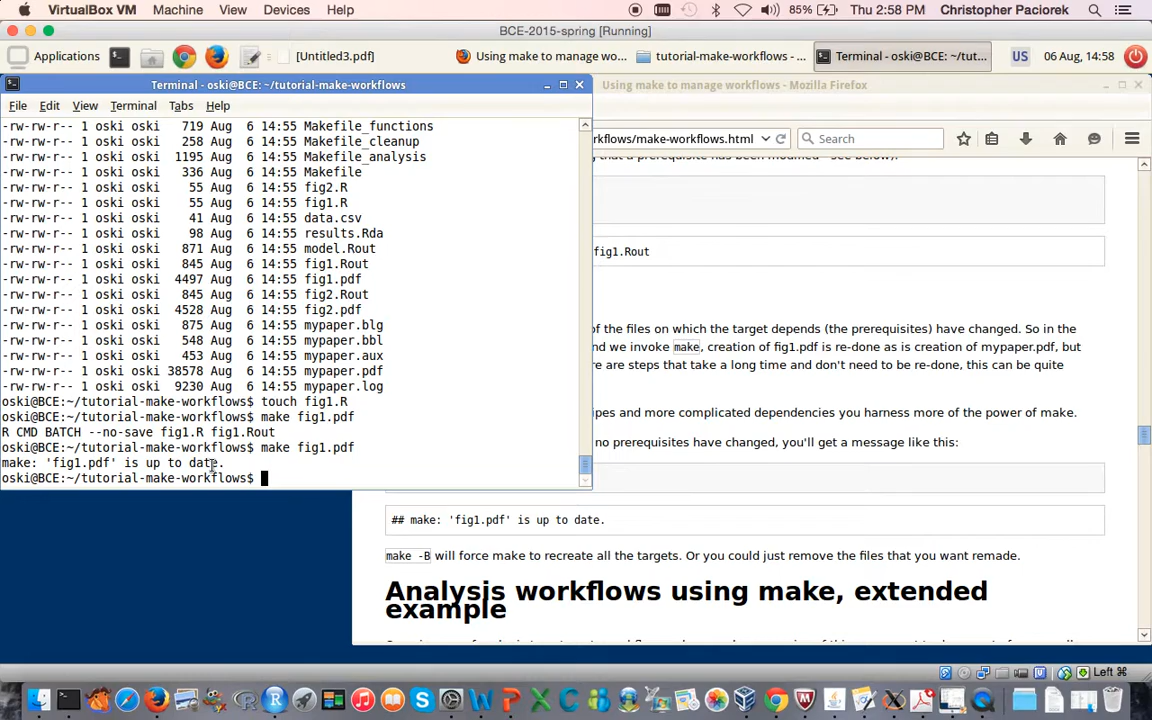 VirtualBox VM Machine View Devices Help 85% Thu 2:58 PM Christopher Paciorek
BCE-2015-spring [Running]
Applications [Untitled3.pdf] Using make to manage wo... tutorial-make-workflows - ... Terminal - oski@BCE: ~/tut... US 06 Aug, 14:58
Terminal - oski@BCE: ~/tutorial-make-workflows
Using make to manage workflows - Mozilla Firefox
File Edit View Terminal Tabs Help
-rw-rw-r-- 1 oski oski 719 Aug 6 14:55 Makefile_functions
-rw-rw-r-- 1 oski oski 258 Aug 6 14:55 Makefile_cleanup
-rw-rw-r-- 1 oski oski 1195 Aug 6 14:55 Makefile_analysis
-rw-rw-r-- 1 oski oski 336 Aug 6 14:55 Makefile
-rw-rw-r-- 1 oski oski 55 Aug 6 14:55 fig2.R
-rw-rw-r-- 1 oski oski 55 Aug 6 14:55 fig1.R
-rw-rw-r-- 1 oski oski 41 Aug 6 14:55 data.csv
-rw-rw-r-- 1 oski oski 98 Aug 6 14:55 results.Rda
-rw-rw-r-- 1 oski oski 871 Aug 6 14:55 model.Rout
-rw-rw-r-- 1 oski oski 845 Aug 6 14:55 fig1.Rout
-rw-rw-r-- 1 oski oski 4497 Aug 6 14:55 fig1.pdf
-rw-rw-r-- 1 oski oski 845 Aug 6 14:55 fig2.Rout
-rw-rw-r-- 1 oski oski 4528 Aug 6 14:55 fig2.pdf
-rw-rw-r-- 1 oski oski 875 Aug 6 14:55 mypaper.blg
-rw-rw-r-- 1 oski oski 548 Aug 6 14:55 mypaper.bbl
-rw-rw-r-- 1 oski oski 453 Aug 6 14:55 mypaper.aux
-rw-rw-r-- 1 oski oski 38578 Aug 6 14:55 mypaper.pdf
-rw-rw-r-- 1 oski oski 9230 Aug 6 14:55 mypaper.log
oski@BCE:~/tutorial-make-workflows$ touch fig1.R
oski@BCE:~/tutorial-make-workflows$ make fig1.pdf
R CMD BATCH --no-save fig1.R fig1.Rout
oski@BCE:~/tutorial-make-workflows$ make fig1.pdf
make: 'fig1.pdf' is up to date.
oski@BCE:~/tutorial-make-workflows$
rkflows/make-workflows.html Search
that a prerequisite has been modified - see below).
fig1.Rout
of the files on which the target depends (the prerequisites) have changed. So in the
nd we invoke make, creation of fig1.pdf is re-done as is creation of mypaper.pdf, but
re are steps that take a long time and don't need to be re-done, this can be quite
ipes and more complicated dependencies you harness more of the power of make.
no prerequisites have changed, you'll get a message like this:
## make: 'fig1.pdf' is up to date.
make -B will force make to recreate all the targets. Or you could just remove the files that you want remade.
Analysis workflows using make, extended
example
Left ⌘